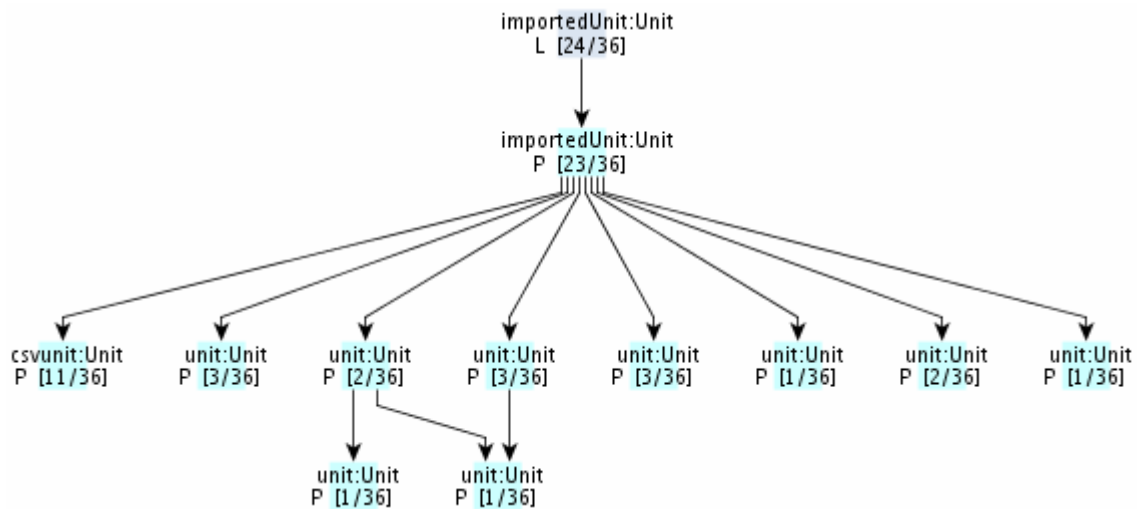 importedUnit:Unit
L [24/36]
importedUnit:Unit
P [23/36]
csvunit:Unit
P [11/36]
unit:Unit
P [3/36]
unit:Unit
P [2/36]
unit:Unit
P [3/36]
unit:Unit
P [3/36]
unit:Unit
P [1/36]
unit:Unit
P [2/36]
unit:Unit
P [1/36]
unit:Unit
P [1/36]
unit:Unit
P [1/36]